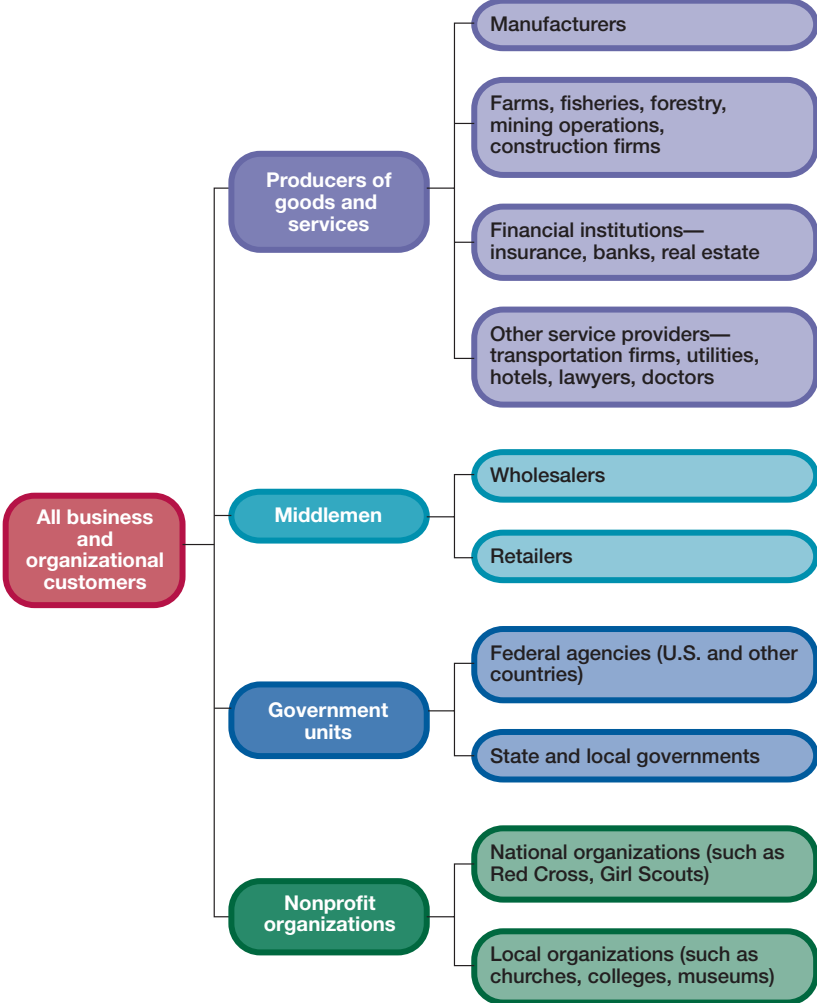 All business
and
organizational
customers
Producers of
goods and
services
Manufacturers
Farms, fisheries, forestry,
mining operations,
construction firms
Financial institutions—
insurance, banks, real estate
Other service providers—
transportation firms, utilities,
hotels, lawyers, doctors
Middlemen
Wholesalers
Retailers
Government
units
Federal agencies (U.S. and other
countries)
State and local governments
Nonprofit
organizations
National organizations (such as
Red Cross, Girl Scouts)
Local organizations (such as
churches, colleges, museums)